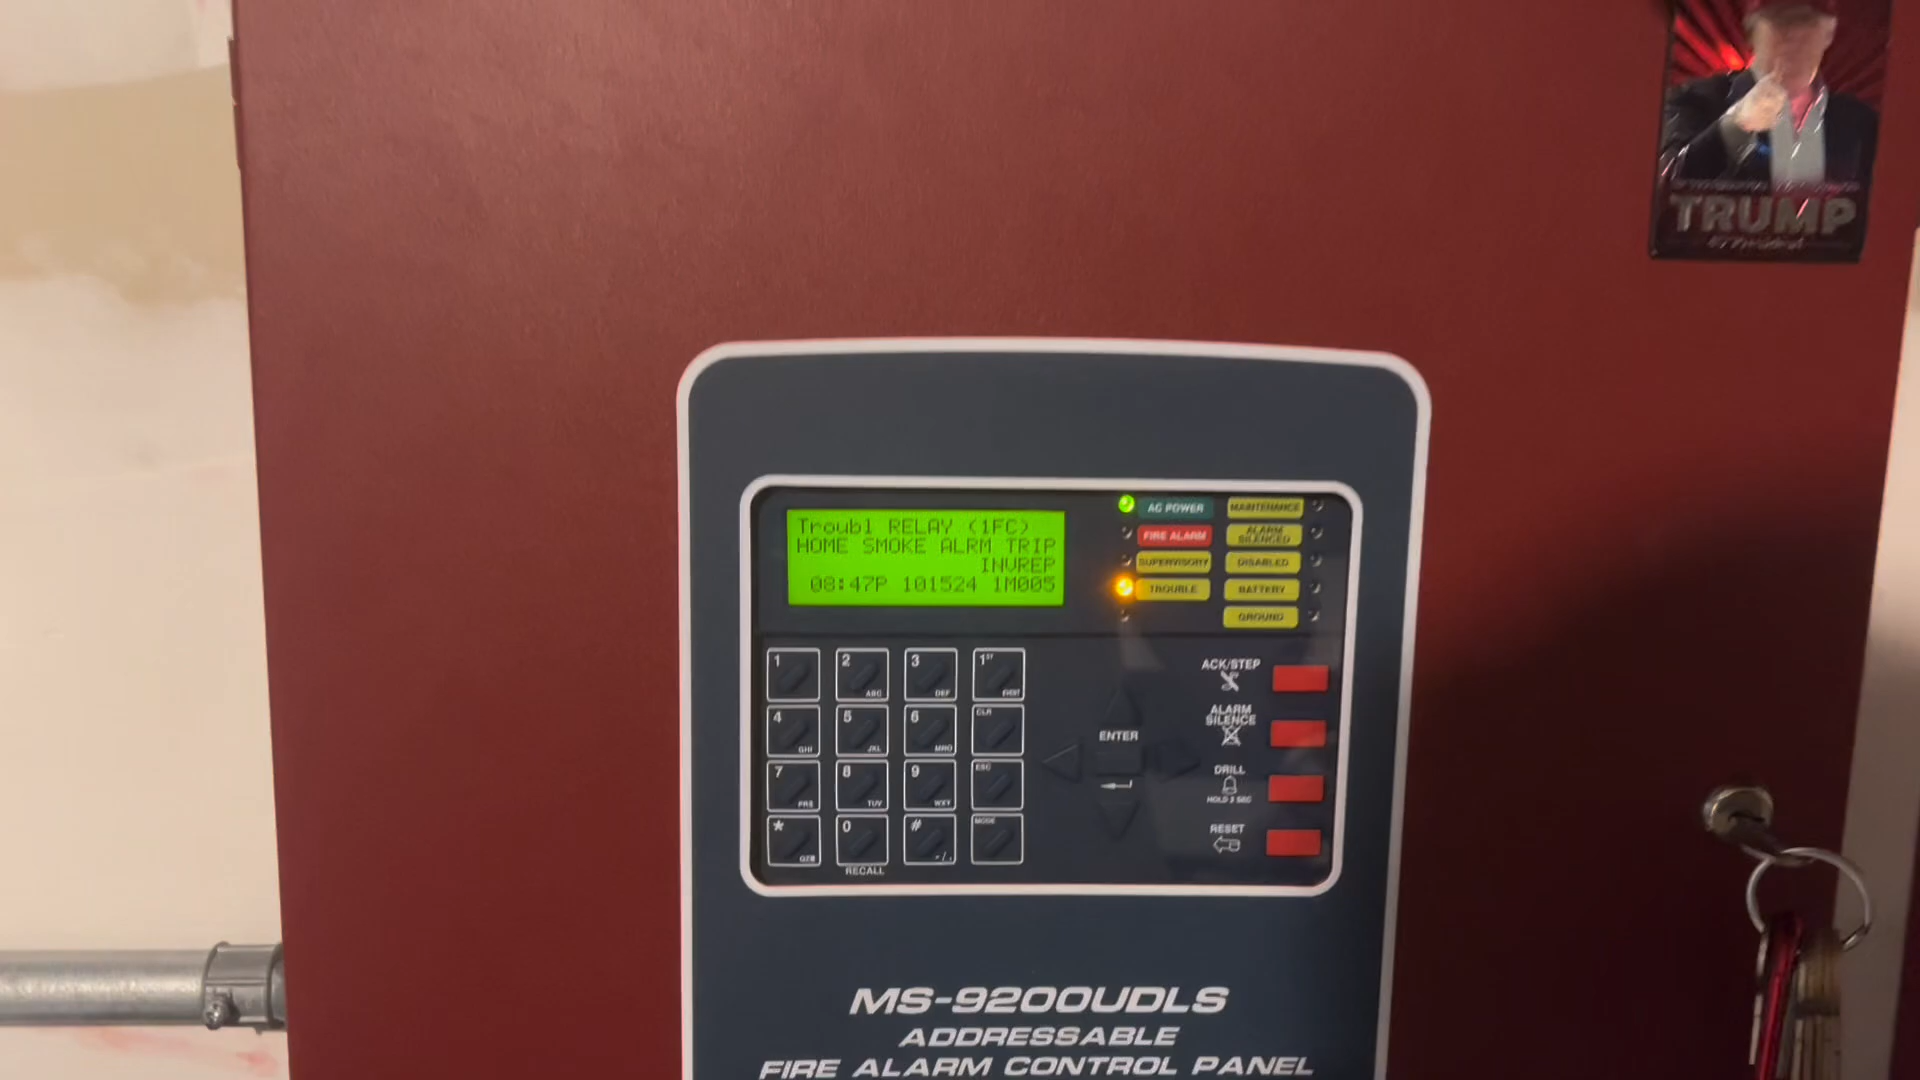 TRUMP
Troubl RELAY (1FC)
HOME SMOKE ALRM TRIP
INVREP
08:47P 101524 1M005
AC POWER
FIRE ALARM
SUPERVISORY
TROUBLE
MAINTENANCE
ALARM
SILENCED
DISABLED
BATTERY
GROUND
1
2 ABC
3 DEF
1ST EVENT
4 GHI
5 JKL
6 MNO
CLR
7 PRS
8 TUV
9 WXY
ESC
* QZ
0
# -/.
MODE
RECALL
ENTER
ACK/STEP
ALARM
SILENCE
DRILL
HOLD 2 SEC
RESET
MS-9200UDLS
ADDRESSABLE
FIRE ALARM CONTROL PANEL